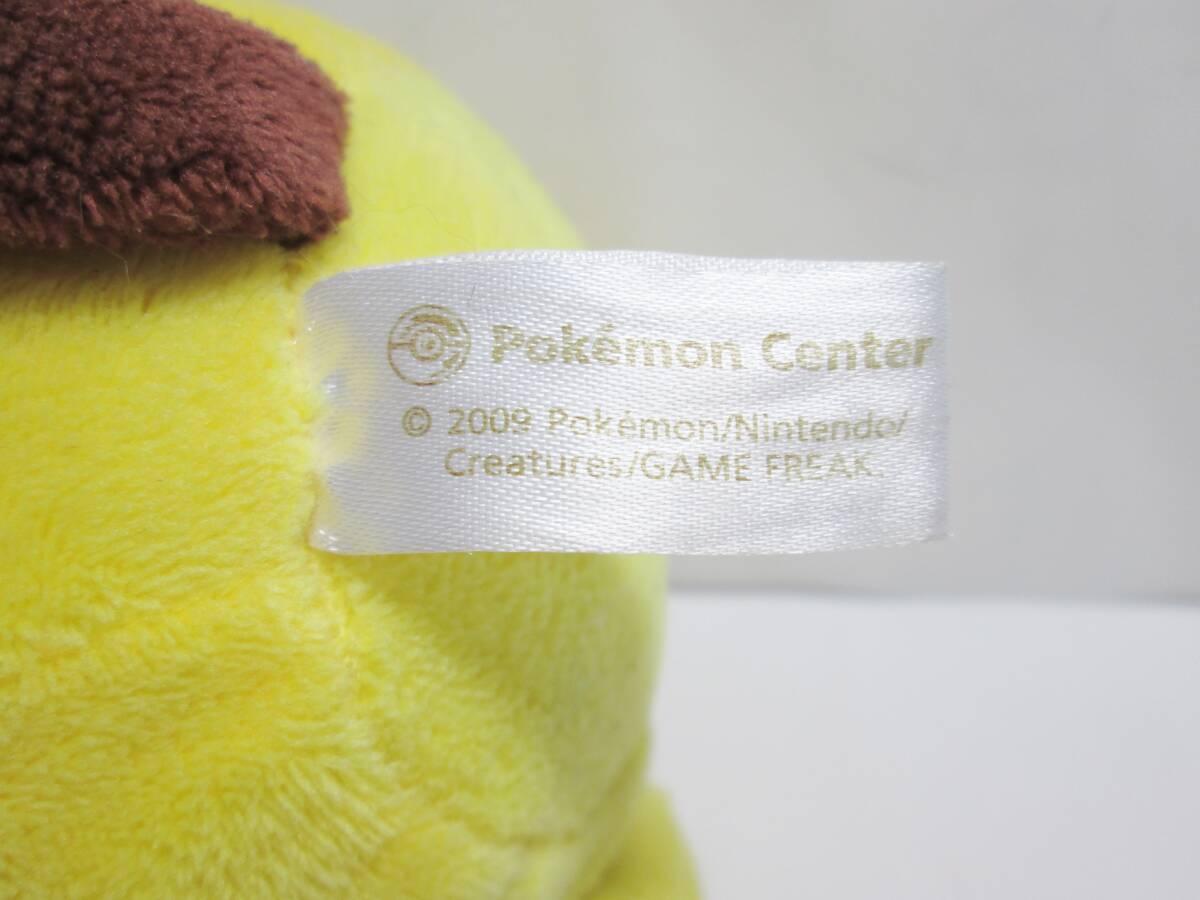 Pokémon Center
© 2009 Pokémon/Nintendo/
Creatures/GAME FREAK.